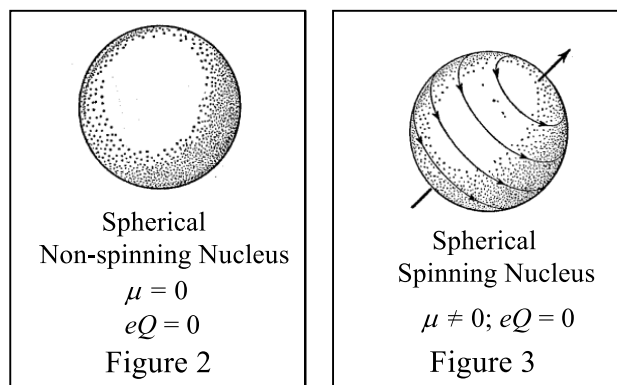 Spherical
Non-spinning Nucleus
μ = 0
eQ = 0
Figure 2
Spherical
Spinning Nucleus
μ ≠ 0; eQ = 0
Figure 3